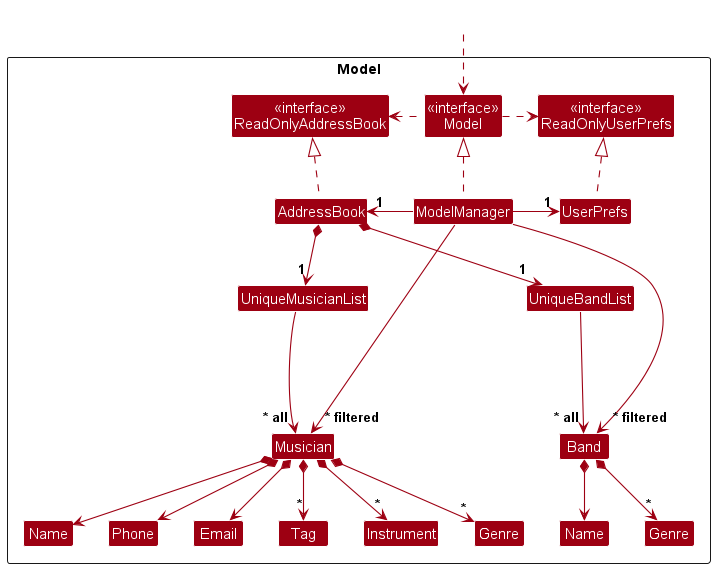 Model
«interface»
ReadOnlyAddressBook
«interface»
Model
«interface»
ReadOnlyUserPrefs
AddressBook
1
ModelManager
1
UserPrefs
1
1
UniqueMusicianList
UniqueBandList
* all
* filtered
* all
* filtered
Musician
Band
*
*
*
*
Name
Phone
Email
Tag
Instrument
Genre
Name
Genre